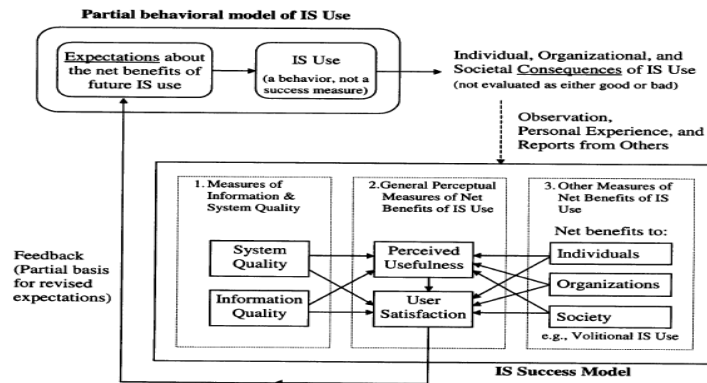 Partial behavioral model of IS Use
Expectations about
the net benefits of
future IS use
IS Use
(a behavior, not a
success measure)
Individual, Organizational, and
Societal Consequences of IS Use
(not evaluated as either good or bad)
Observation,
Personal Experience, and
Reports from Others
1. Measures of
Information &
System Quality
2. General Perceptual
Measures of Net
Benefits of IS Use
3. Other Measures of
Net Benefits of IS
Use
Net benefits to:
System
Quality
Information
Quality
Perceived
Usefulness
User
Satisfaction
Individuals
Organizations
Society
e.g., Volitional IS Use
Feedback
(Partial basis
for revised
expectations)
IS Success Model